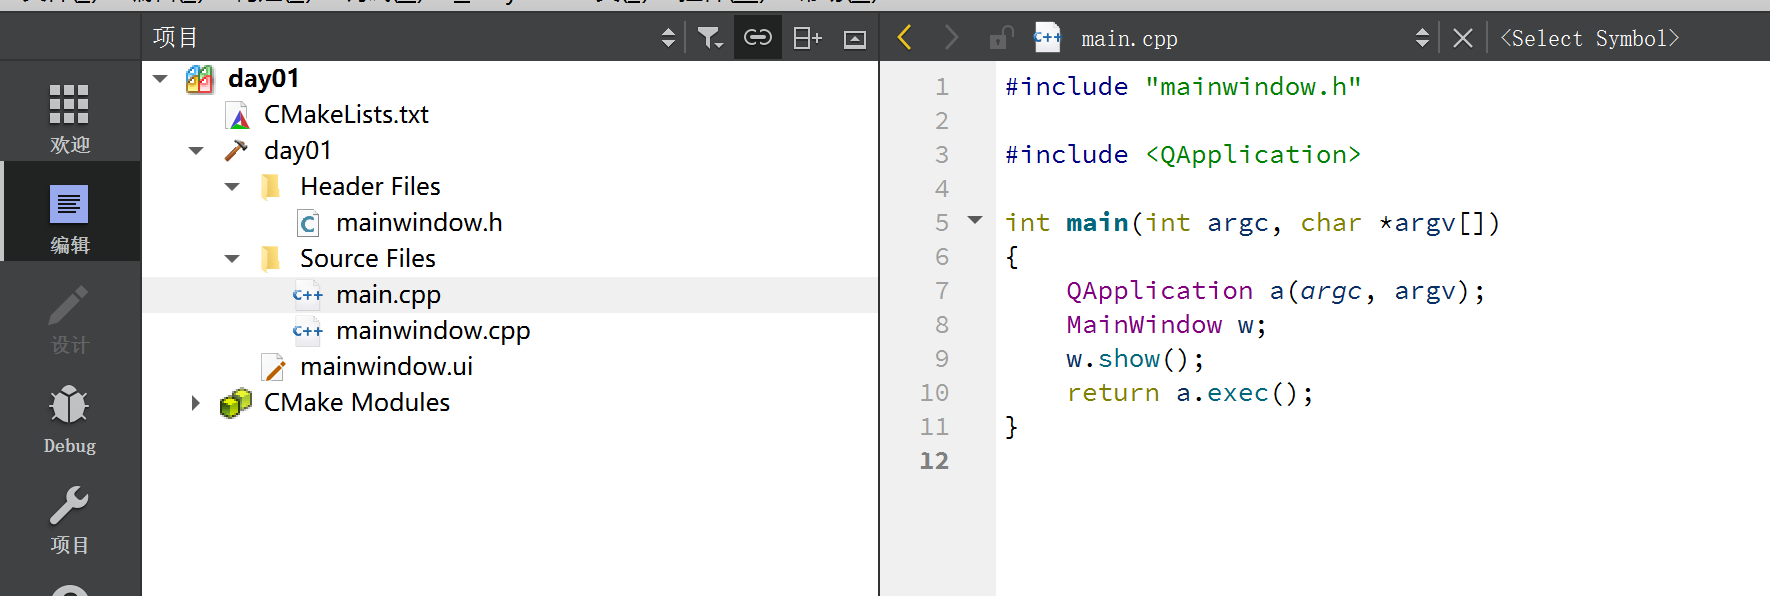 项目
main.cpp
<Select Symbol>
欢迎
编辑
设计
Debug
项目
day01
CMakeLists.txt
day01
Header Files
mainwindow.h
Source Files
main.cpp
mainwindow.cpp
mainwindow.ui
CMake Modules
1 #include "mainwindow.h"
2
3 #include <QApplication>
4
5 int main(int argc, char *argv[])
6 {
7 QApplication a(argc, argv);
8 MainWindow w;
9 w.show();
10 return a.exec();
11 }
12